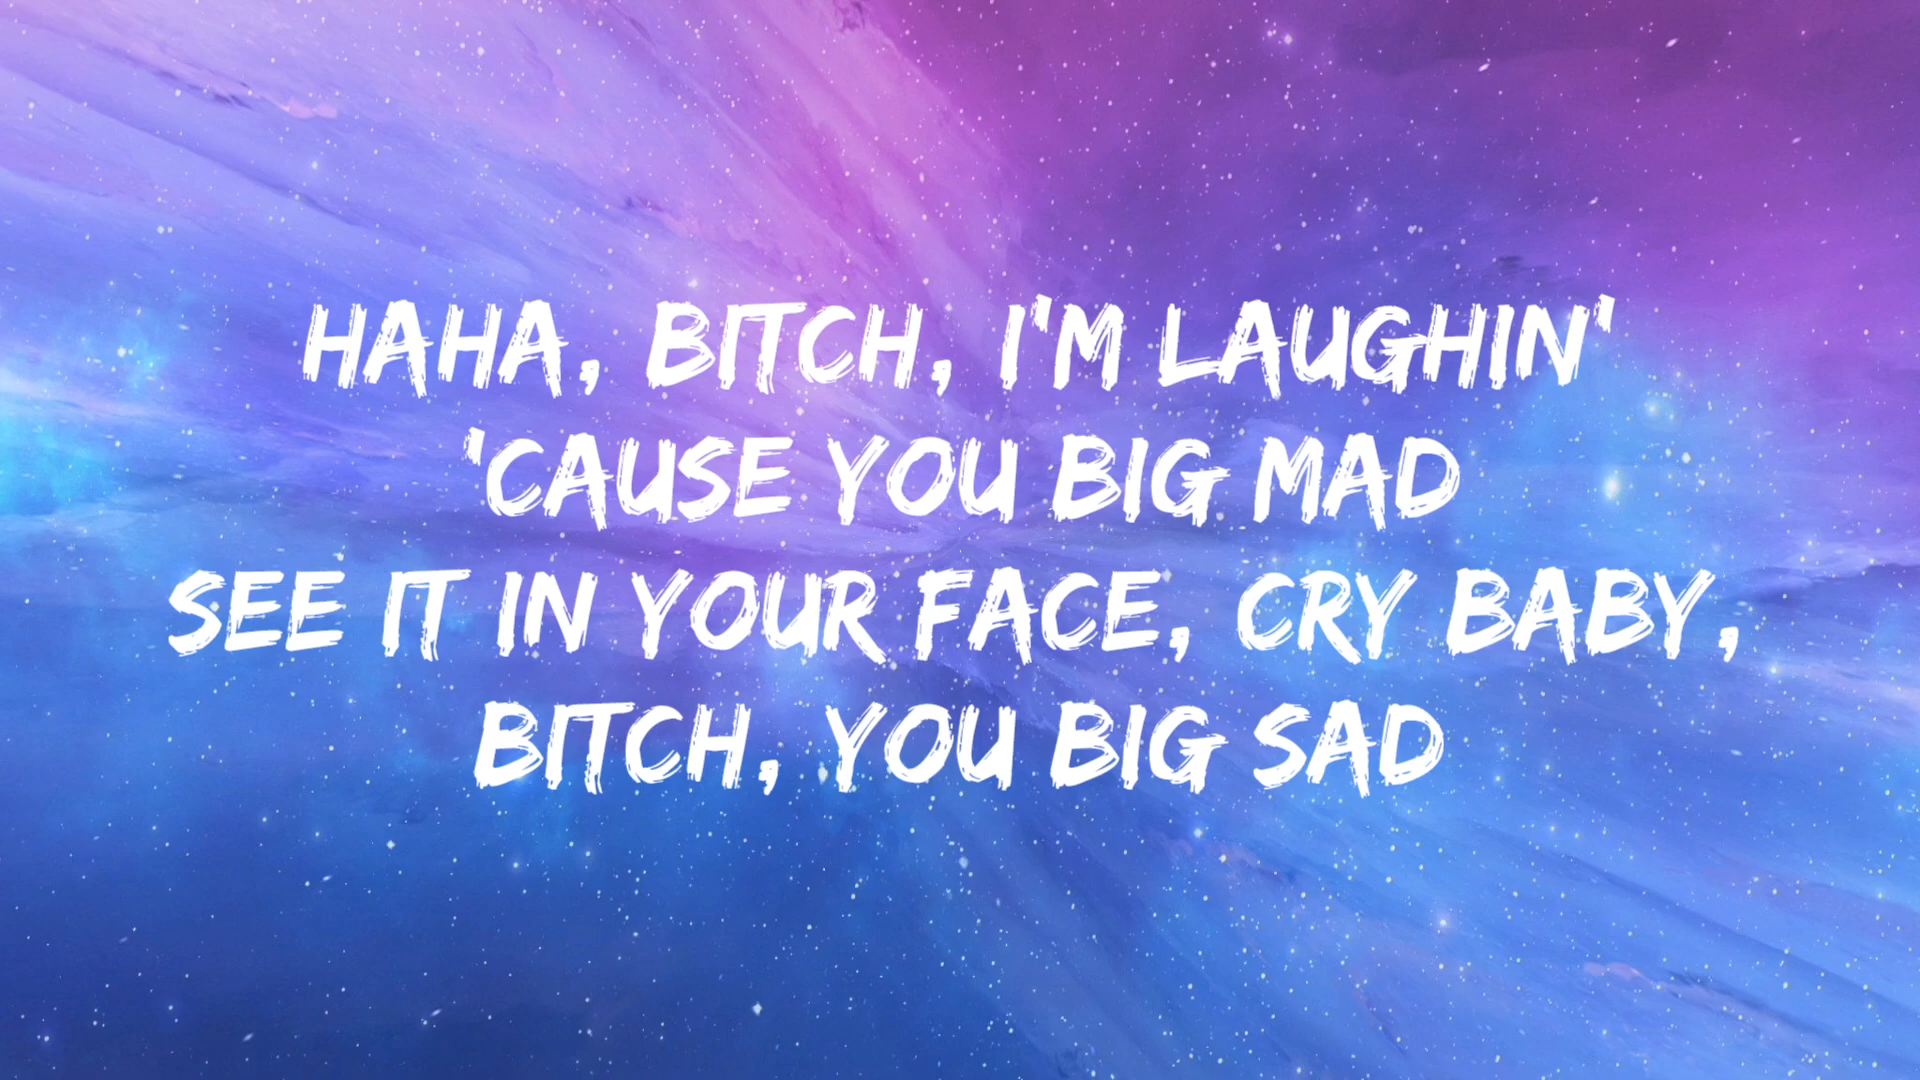 HAHA, BITCH, I'M LAUGHIN'
'CAUSE YOU BIG MAD
SEE IT IN YOUR FACE, CRY BABY,
BITCH, YOU BIG SAD